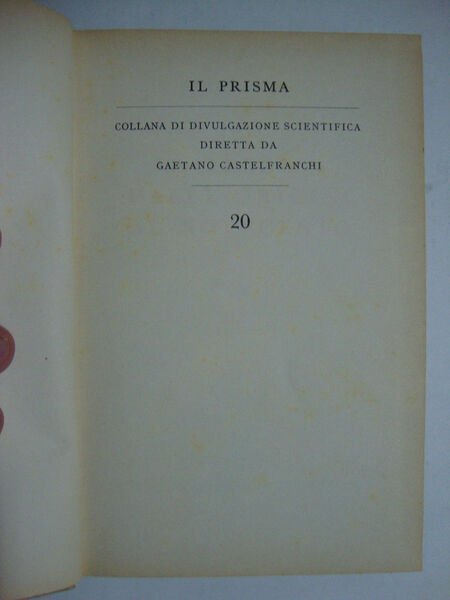 IL PRISMA
COLLANA DI DIVULGAZIONE SCIENTIFICA
DIRETTA DA
GAETANO CASTELFRANCHI
20